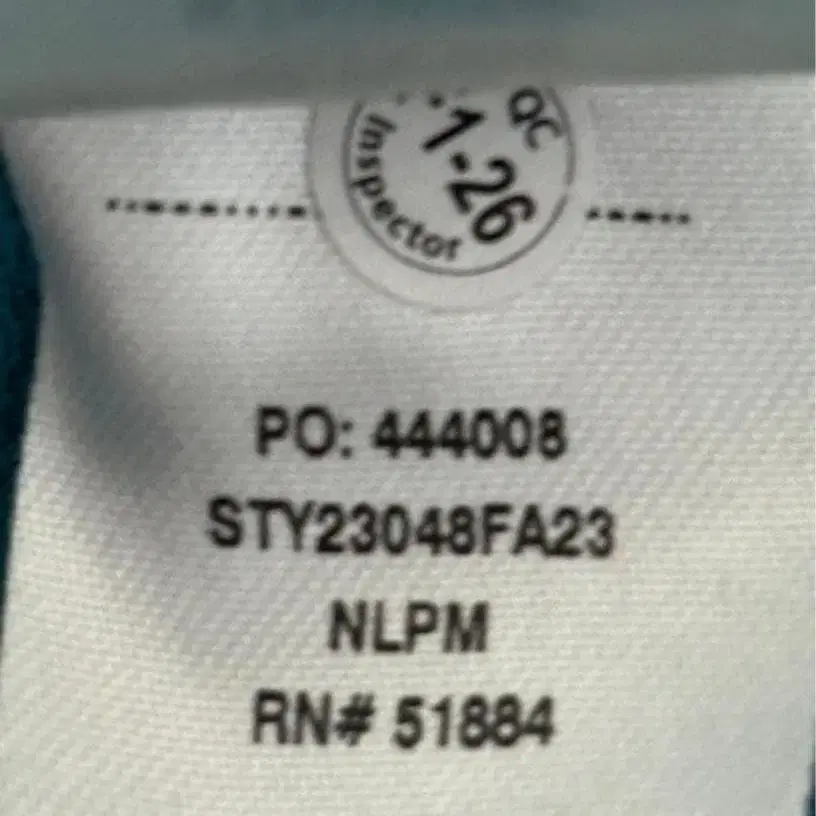 QC
1-26
Inspector
PO: 444008
STY23048FA23
NLPM
RN# 51884